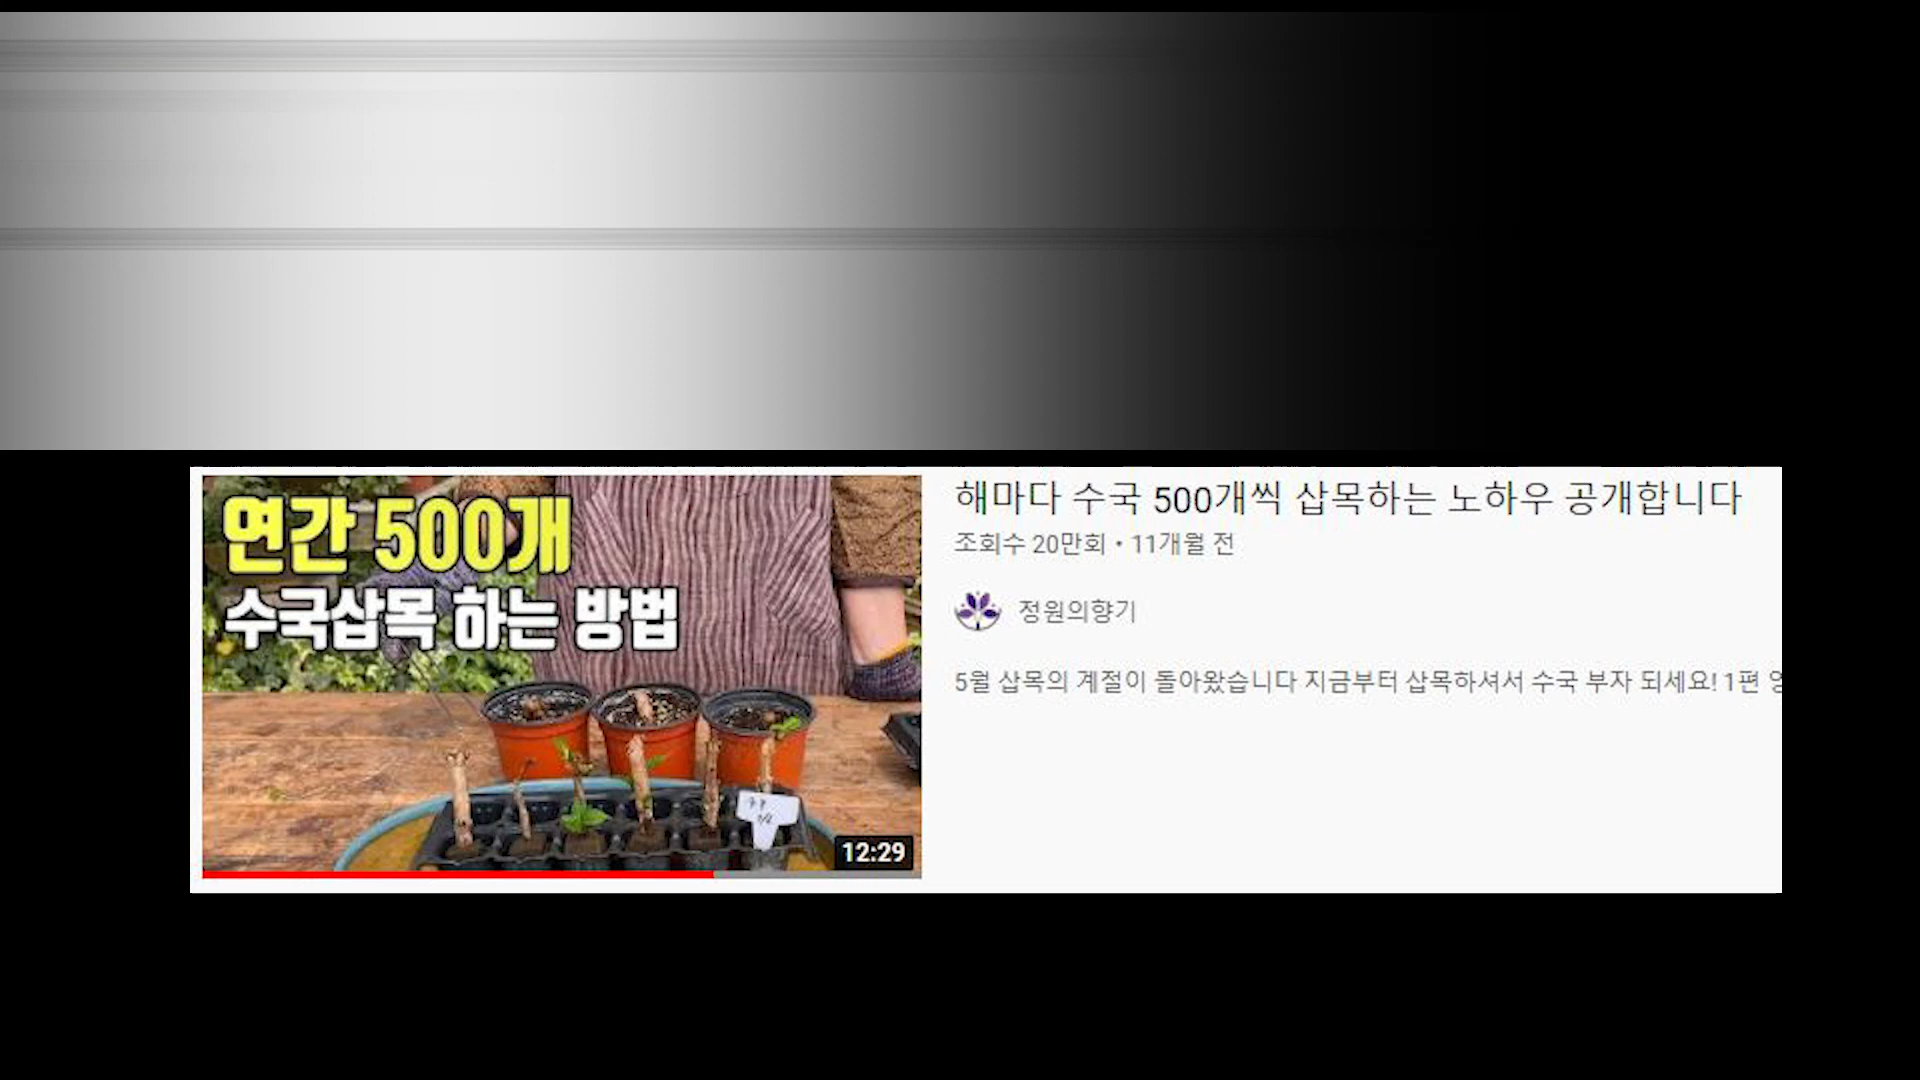 연간 500개
수국삽목 하는 방법
12:29
해마다 수국 500개씩 삽목하는 노하우 공개합니다
조회수 20만회 • 11개월 전
정원의향기
5월 삽목의 계절이 돌아왔습니다 지금부터 삽목하셔서 수국 부자 되세요! 1편